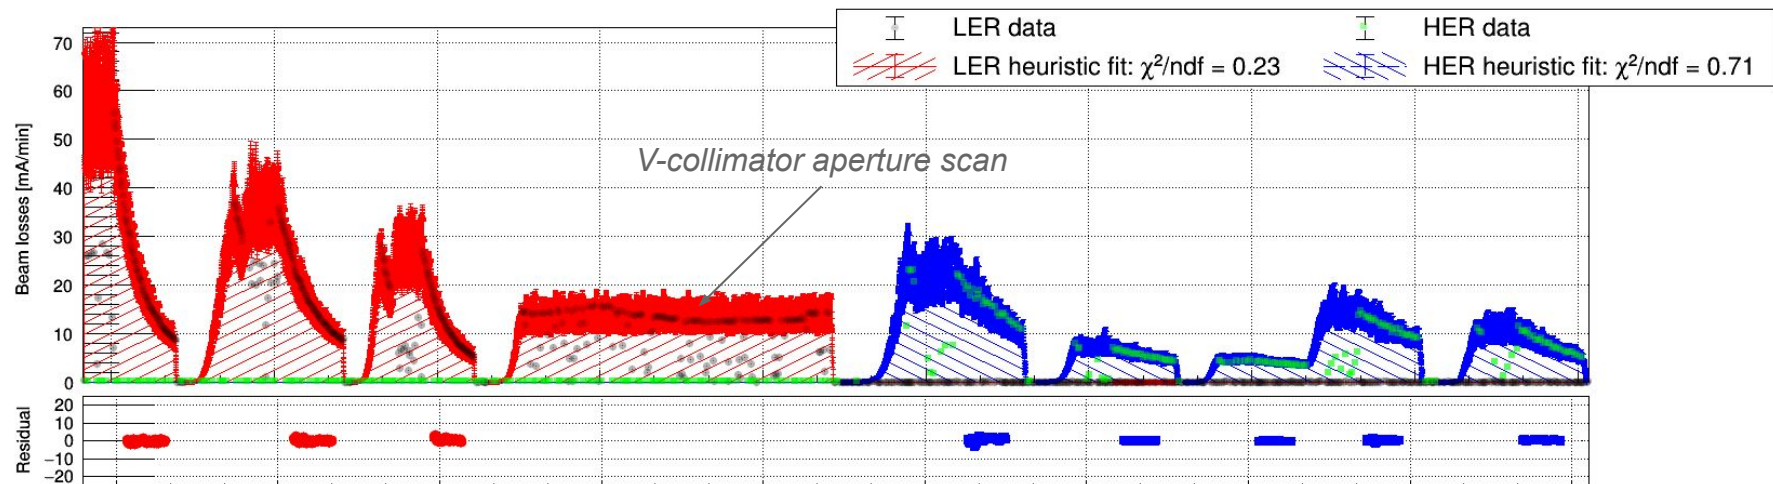 LER data
HER data
LER heuristic fit: χ²/ndf = 0.23
HER heuristic fit: χ²/ndf = 0.71
V-collimator aperture scan
Beam losses [mA/min]
70
60
50
40
30
20
10
0
Residual
20
10
0
−10
−20